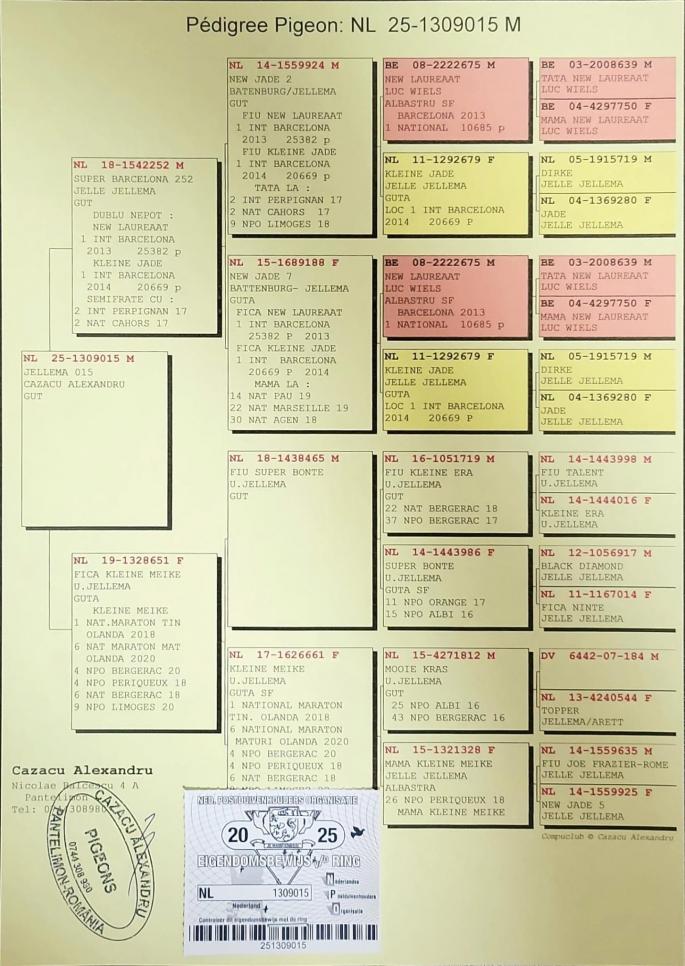 Pédigree Pigeon: NL 25-1309015 M
NL 25-1309015 M
JELLEMA 015
CAZACU ALEXANDRU
GUT
NL 18-1542252 M
SUPER BARCELONA 252
JELLE JELLEMA
GUT
DUBLU NEPOT :
NEW LAUREAAT
1 INT BARCELONA
2013 25382 p
KLEINE JADE
1 INT BARCELONA
2014 20669 p
SEMIFRATE CU :
2 INT PERPIGNAN 17
2 NAT CAHORS 17
NL 19-1328651 F
FICA KLEINE MEIKE
U.JELLEMA
GUTA
KLEINE MEIKE
1 NAT.MARATON TIN
OLANDA 2018
6 NAT MARATON MAT
OLANDA 2020
4 NPO BERGERAC 20
4 NPO PERIQUEUX 18
6 NAT BERGERAC 18
9 NPO LIMOGES 20
NL 14-1559924 M
NEW JADE 2
BATENBURG/JELLEMA
GUT
FIU NEW LAUREAAT
1 INT BARCELONA
2013 25382 p
FIU KLEINE JADE
1 INT BARCELONA
2014 20669 p
TATA LA :
2 INT PERPIGNAN 17
2 NAT CAHORS 17
9 NPO LIMOGES 18
NL 15-1689188 F
NEW JADE 7
BATTENBURG- JELLEMA
GUTA
FICA NEW LAUREAAT
1 INT BARCELONA
25382 P 2013
FICA KLEINE JADE
1 INT BARCELONA
20669 P 2014
MAMA LA :
14 NAT PAU 19
22 NAT MARSEILLE 19
30 NAT AGEN 18
NL 18-1438465 M
FIU SUPER BONTE
U.JELLEMA
GUT
NL 17-1626661 F
KLEINE MEIKE
U.JELLEMA
GUTA SF
1 NATIONAL MARATON
TIN. OLANDA 2018
6 NATIONAL MARATON
MATURI OLANDA 2020
4 NPO BERGERAC 20
4 NPO PERIQUEUX 18
6 NAT BERGERAC 18
BE 08-2222675 M
NEW LAUREAAT
LUC WIELS
ALBASTRU SF
BARCELONA 2013
1 NATIONAL 10685 p
NL 11-1292679 F
KLEINE JADE
JELLE JELLEMA
GUTA
LOC 1 INT BARCELONA
2014 20669 P
BE 08-2222675 M
NEW LAUREAAT
LUC WIELS
ALBASTRU SF
BARCELONA 2013
1 NATIONAL 10685 p
NL 11-1292679 F
KLEINE JADE
JELLE JELLEMA
GUTA
LOC 1 INT BARCELONA
2014 20669 P
NL 16-1051719 M
FIU KLEINE ERA
U.JELLEMA
GUT
22 NAT BERGERAC 18
37 NPO BERGERAC 17
NL 14-1443986 F
SUPER BONTE
U.JELLEMA
GUTA SF
11 NPO ORANGE 17
15 NPO ALBI 16
NL 15-4271812 M
MOOIE KRAS
U.JELLEMA
GUT
25 NPO ALBI 16
43 NPO BERGERAC 16
NL 15-1321328 F
MAMA KLEINE MEIKE
JELLE JELLEMA
ALBASTRA
26 NPO PERIQUEUX 18
MAMA KLEINE MEIKE
BE 03-2008639 M
TATA NEW LAUREAAT
LUC WIELS
BE 04-4297750 F
MAMA NEW LAUREAAT
LUC WIELS
NL 05-1915719 M
DIRKE
JELLE JELLEMA
NL 04-1369280 F
JADE
JELLE JELLEMA
BE 03-2008639 M
TATA NEW LAUREAAT
LUC WIELS
BE 04-4297750 F
MAMA NEW LAUREAAT
LUC WIELS
NL 05-1915719 M
DIRKE
JELLE JELLEMA
NL 04-1369280 F
JADE
JELLE JELLEMA
NL 14-1443998 M
FIU TALENT
U.JELLEMA
NL 14-1444016 F
KLEINE ERA
U.JELLEMA
NL 12-1056917 M
BLACK DIAMOND
JELLE JELLEMA
NL 11-1167014 F
FICA NINTE
JELLE JELLEMA
DV 6442-07-184 M
NL 13-4240544 F
TOPPER
JELLEMA/ARETT
NL 14-1559635 M
FIU JOE FRAZIER-ROME
JELLE JELLEMA
NL 14-1559925 F
NEW JADE 5
JELLE JELLEMA
Compuclub © Cazacu Alexandru
Cazacu Alexandru
Nicolae Balcescu 4 A
Pantelimon
Tel:
CAZACU ALEXANDRU
PIGEONS
0744 308 980
PANTELIMON-ROMÂNIA
NED. POSTDUIVENHOUDERS ORGANISATIE
20 25
EIGENDOMSBEWIJS v/d RING
NL 1309015
Nederland
Nederlandse
Postduivenhouders
Organisatie
Controleer dit eigendomsbewijs met de ring
251309015